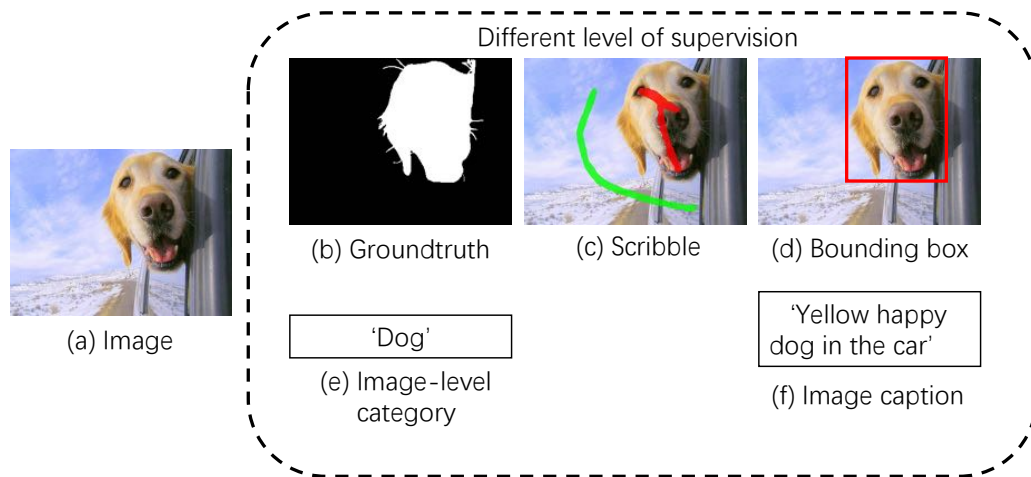 Different level of supervision
(b) Groundtruth
(c) Scribble
(d) Bounding box
(a) Image
‘Dog’
‘Yellow happy
dog in the car’
(e) Image-level
category
(f) Image caption